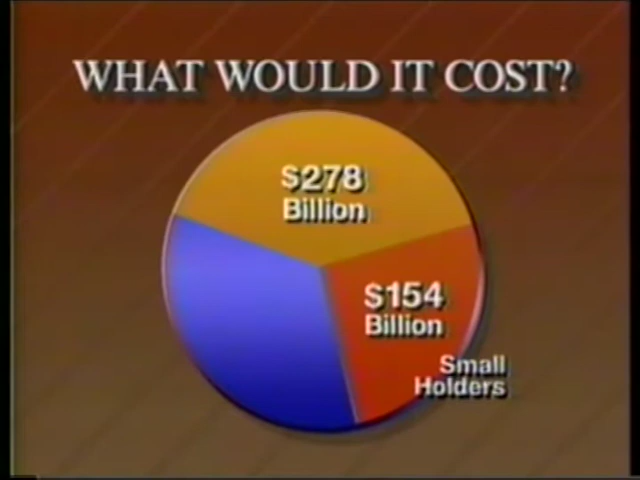 WHAT WOULD IT COST?
$278
Billion
$154
Billion
Small
Holders